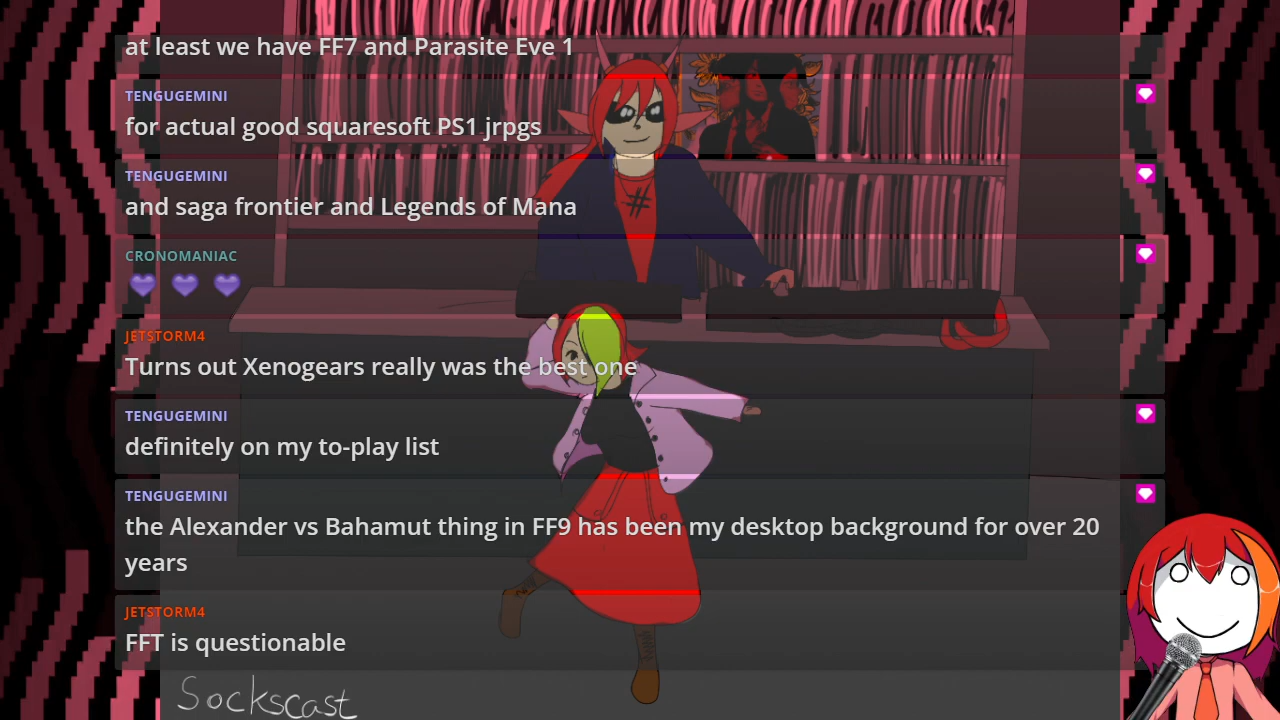 at least we have FF7 and Parasite Eve 1
TENGUGEMINI
for actual good squaresoft PS1 jrpgs
TENGUGEMINI
and saga frontier and Legends of Mana
CRONOMANIAC
JETSTORM4
Turns out Xenogears really was the best one
TENGUGEMINI
definitely on my to-play list
TENGUGEMINI
the Alexander vs Bahamut thing in FF9 has been my desktop background for over 20
years
JETSTORM4
FFT is questionable
Sockscast